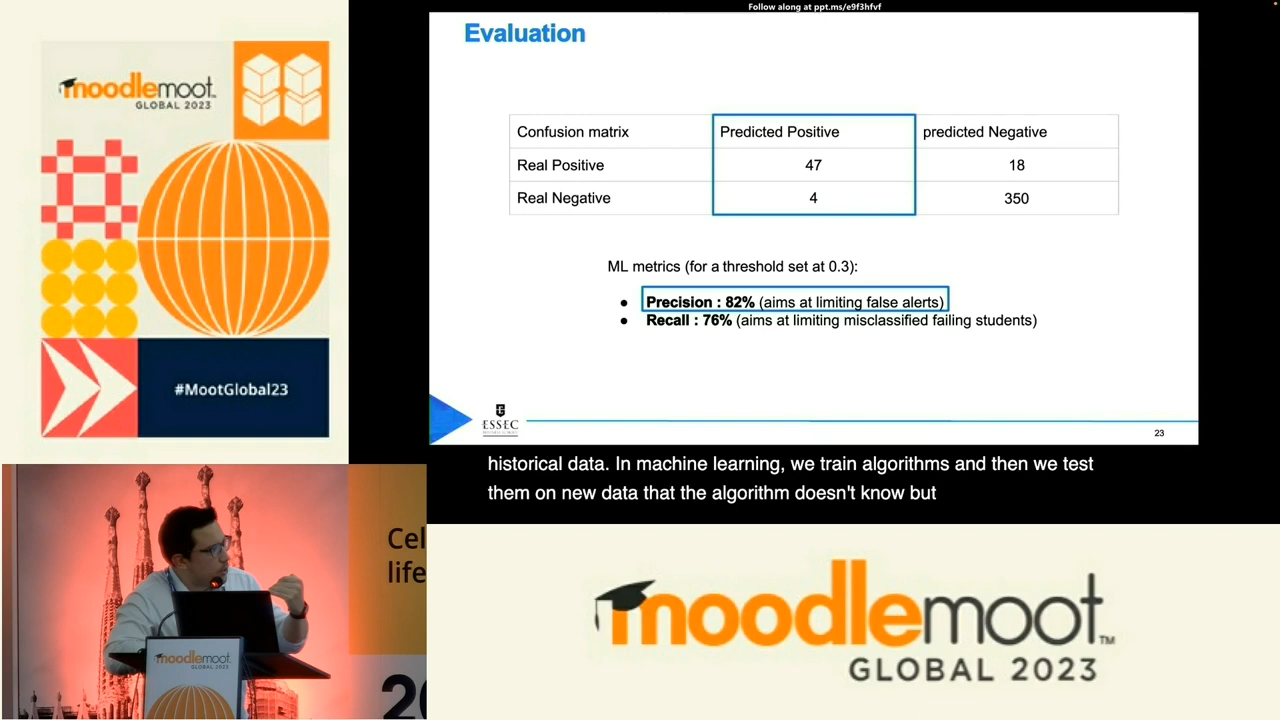 Follow along at ppt.ms/e9f3hfvf
moodlemoot
GLOBAL 2023
#MootGlobal23
Evaluation
Confusion matrix Predicted Positive predicted Negative
Real Positive 47 18
Real Negative 4 350
ML metrics (for a threshold set at 0.3):
● Precision : 82% (aims at limiting false alerts)
● Recall : 76% (aims at limiting misclassified failing students)
ESSEC
23
historical data. In machine learning, we train algorithms and then we test
them on new data that the algorithm doesn't know but
Cel
life
20
moodlemoot
GLOBAL 2023
moodlemoot™
GLOBAL 2023